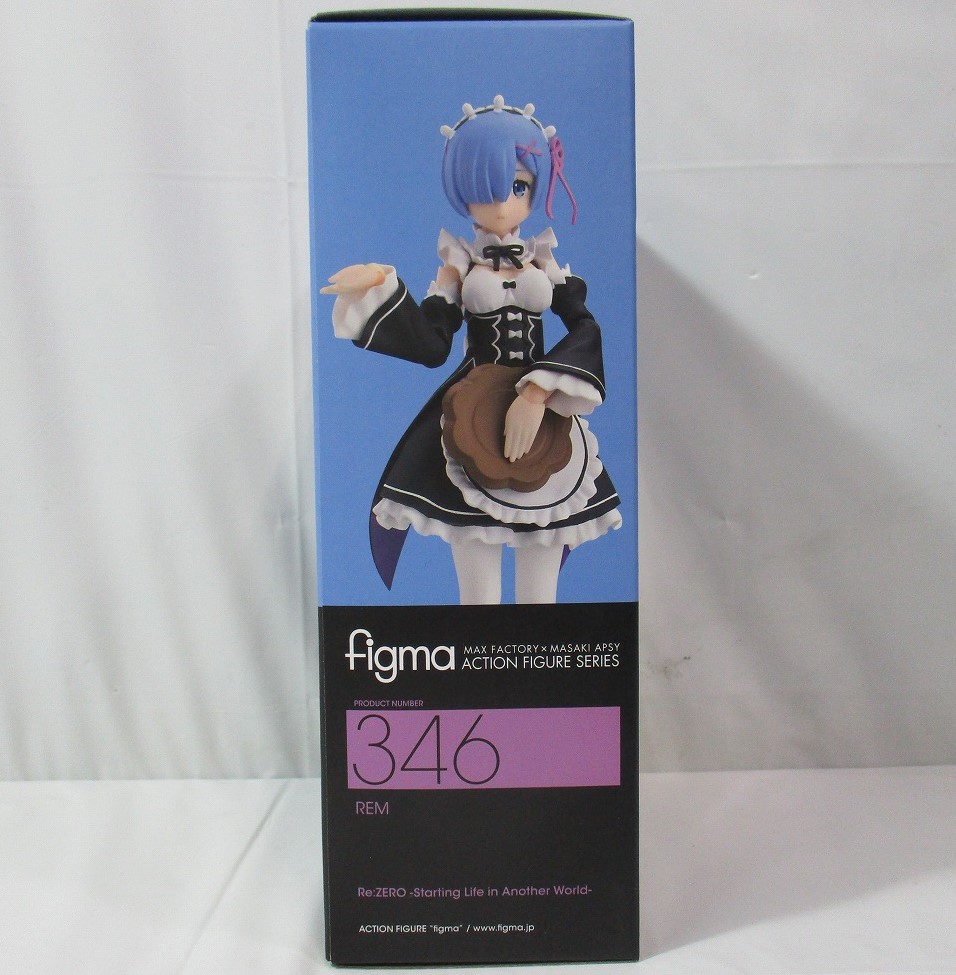 figma
MAX FACTORY × MASAKI APSY
ACTION FIGURE SERIES
PRODUCT NUMBER
346
REM
Re:ZERO -Starting Life in Another World-
ACTION FIGURE "figma" / www.figma.jp